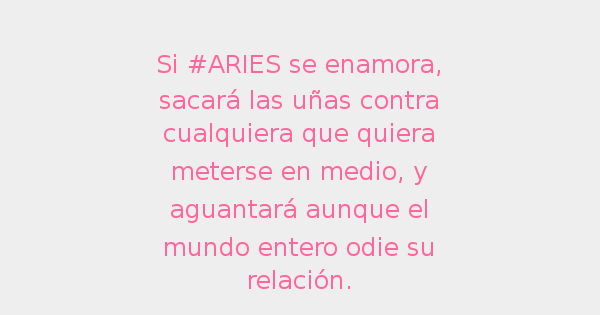 Si #ARIES se enamora,
sacará las uñas contra
cualquiera que quiera
meterse en medio, y
aguantará aunque el
mundo entero odie su
relación.